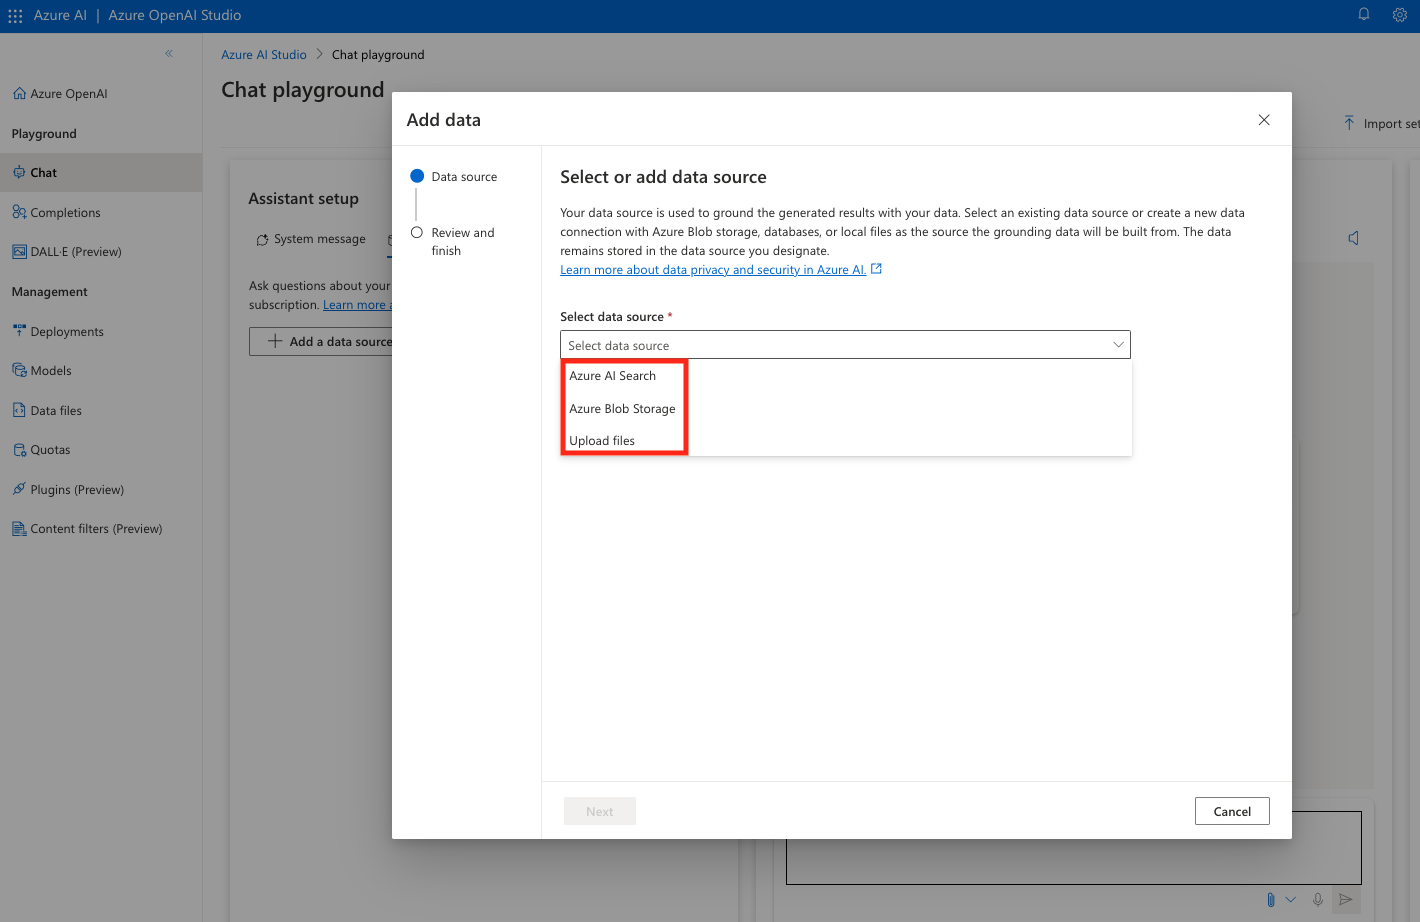 Azure AI | Azure OpenAI Studio
Azure AI Studio > Chat playground
Chat playground
Azure OpenAI
Playground
Chat
Completions
DALL·E (Preview)
Management
Deployments
Models
Data files
Quotas
Plugins (Preview)
Content filters (Preview)
Import set
Assistant setup
System message
Ask questions about your
subscription. Learn more a
Add a data source
Add data
Data source
Review and
finish
Select or add data source
Your data source is used to ground the generated results with your data. Select an existing data source or create a new data
connection with Azure Blob storage, databases, or local files as the source the grounding data will be built from. The data
remains stored in the data source you designate.
Learn more about data privacy and security in Azure AI.
Select data source *
Select data source
Azure AI Search
Azure Blob Storage
Upload files
Next
Cancel